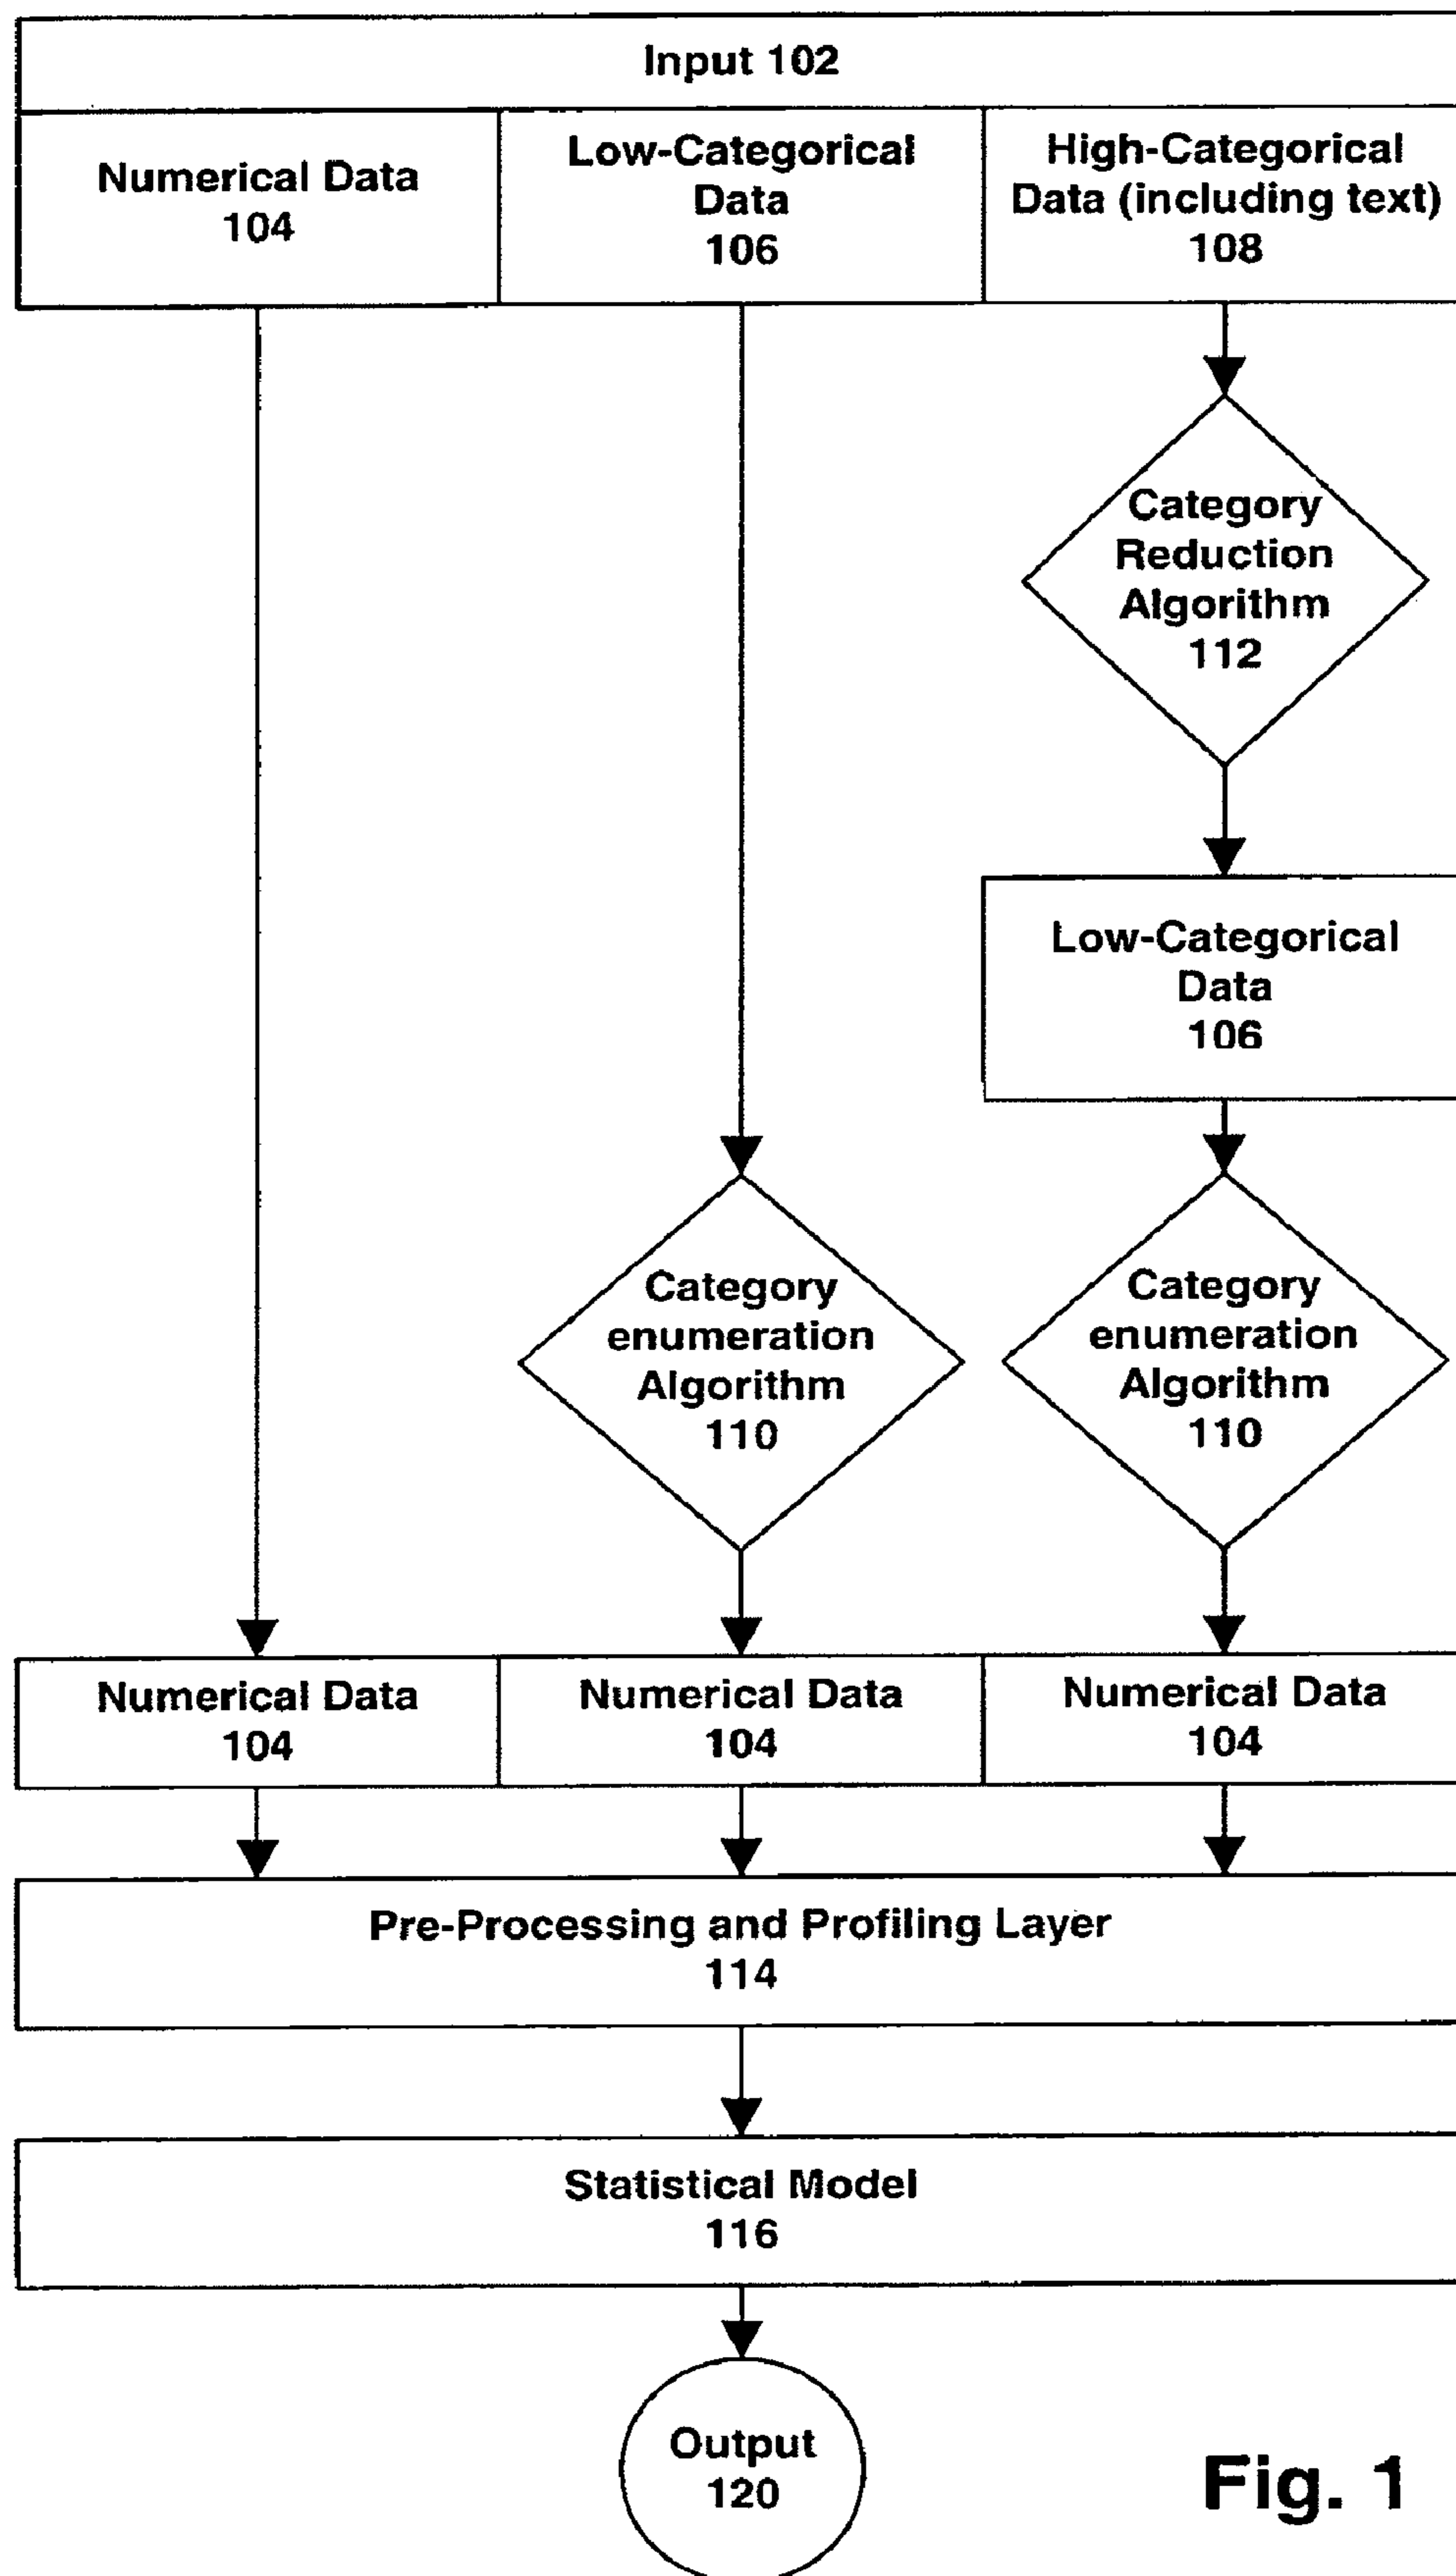 Input 102
Numerical Data
104
Low-Categorical
Data
106
High-Categorical
Data (including text)
108
Category
Reduction
Algorithm
112
Low-Categorical
Data
106
Category
enumeration
Algorithm
110
Category
enumeration
Algorithm
110
Numerical Data
104
Numerical Data
104
Numerical Data
104
Pre-Processing and Profiling Layer
114
Statistical Model
116
Output
120
Fig. 1